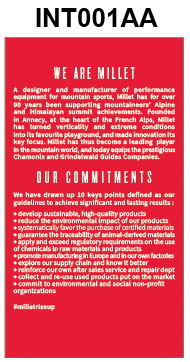 INT001AA
WE ARE MILLET
A designer and manufacturer of performance
equipment for mountain sports, Millet has for over
90 years been supporting mountaineers' Alpine
and Himalayan summit achievements. Founded
in Annecy, at the heart of the French Alps, Millet
has turned verticality and extreme conditions
into its favourite playground, and made innovation its
key focus. Millet has thus become a leading player
in the mountain world, and today equips the prestigious
Chamonix and Grindelwald Guides Companies.
OUR COMMITMENTS
We have drawn up 10 keys points defined as our
guidelines to achieve significant and lasting results :
• develop sustainable, high-quality products
• reduce the environmental impact of our products
• systematically favor the purchase of certified materials
• guarantee the traceability of animal-derived materials
• apply and exceed regulatory requirements on the use
of chemicals in raw materials and products
• promote manufacturing in Europe and in our own factories
• explore our supply chain and know it better
• reinforce our own after sales service and repair dept
• collect and re-use used products put on the market
• commit to environmental and social non-profit
organizations
#milletriseup